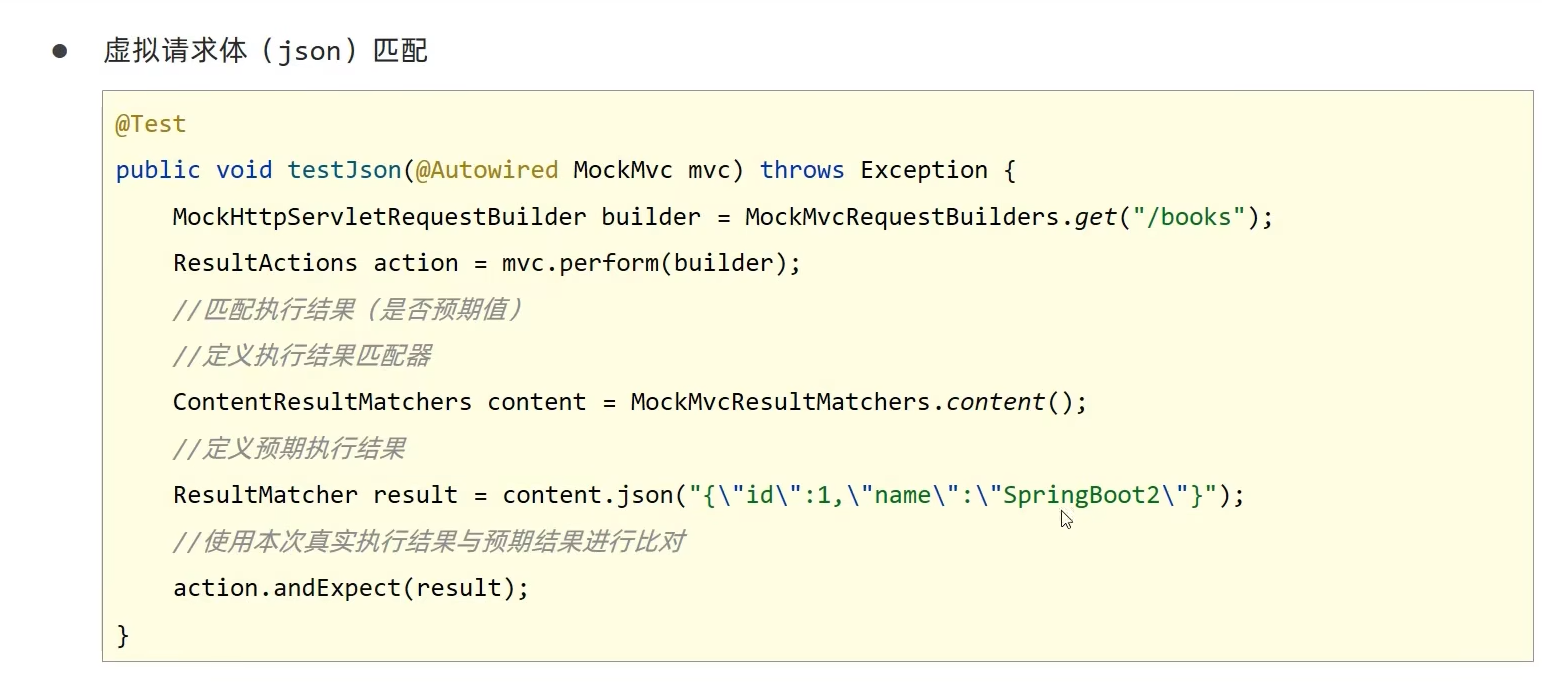 ● 虚拟请求体（json）匹配
@Test
public void testJson(@Autowired MockMvc mvc) throws Exception {
    MockHttpServletRequestBuilder builder = MockMvcRequestBuilders.get("/books");
    ResultActions action = mvc.perform(builder);
    //匹配执行结果（是否预期值）
    //定义执行结果匹配器
    ContentResultMatchers content = MockMvcResultMatchers.content();
    //定义预期执行结果
    ResultMatcher result = content.json("{\"id\":1,\"name\":\"SpringBoot2\"}");
    //使用本次真实执行结果与预期结果进行比对
    action.andExpect(result);
}